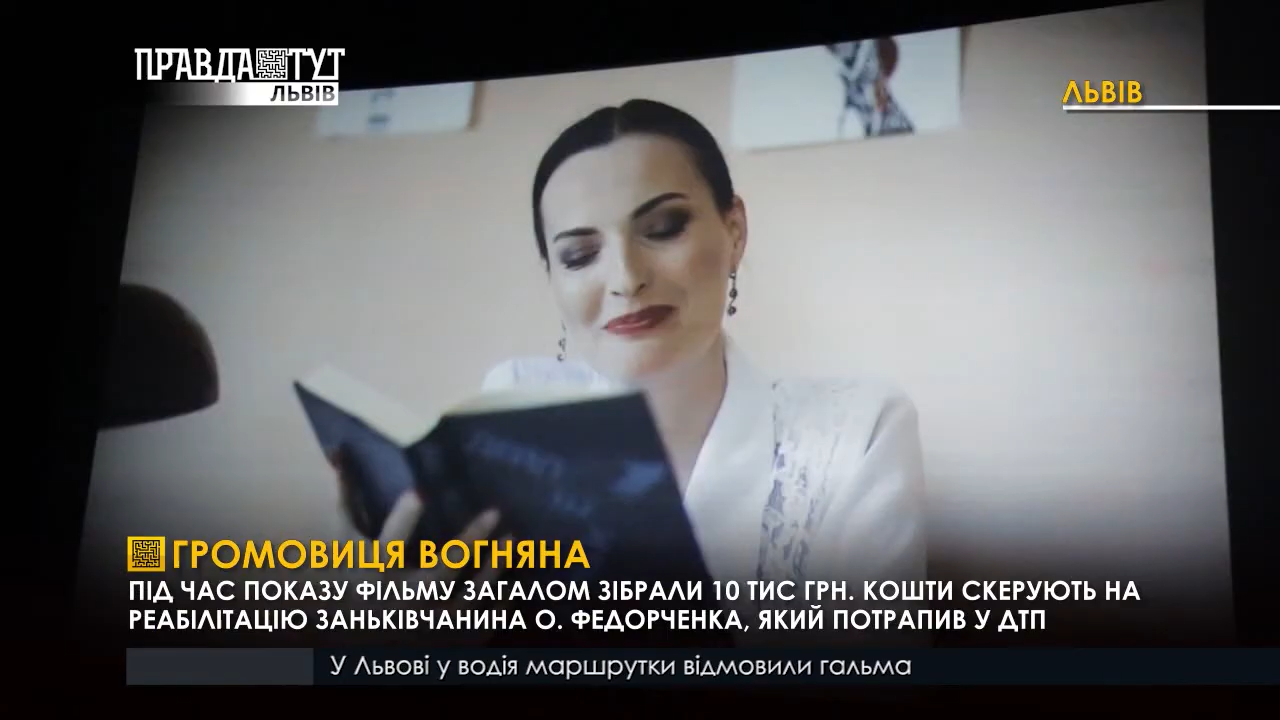 ПРАВДА ТУТ
ЛЬВІВ
ЛЬВІВ
ГРОМОВИЦЯ ВОГНЯНА
ПІД ЧАС ПОКАЗУ ФІЛЬМУ ЗАГАЛОМ ЗІБРАЛИ 10 ТИС ГРН. КОШТИ СКЕРУЮТЬ НА
РЕАБІЛІТАЦІЮ ЗАНЬКІВЧАНИНА О. ФЕДОРЧЕНКА, ЯКИЙ ПОТРАПИВ У ДТП
У Львові у водія маршрутки відмовили гальма